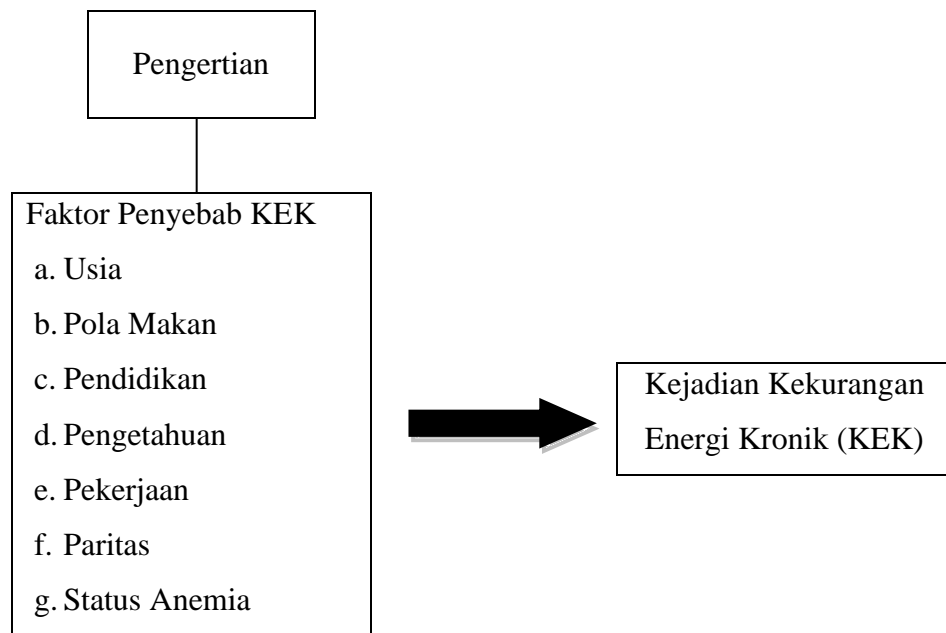 Pengertian
Faktor Penyebab KEK
a. Usia
b. Pola Makan
c. Pendidikan
d. Pengetahuan
e. Pekerjaan
f. Paritas
g. Status Anemia
Kejadian Kekurangan
Energi Kronik (KEK)